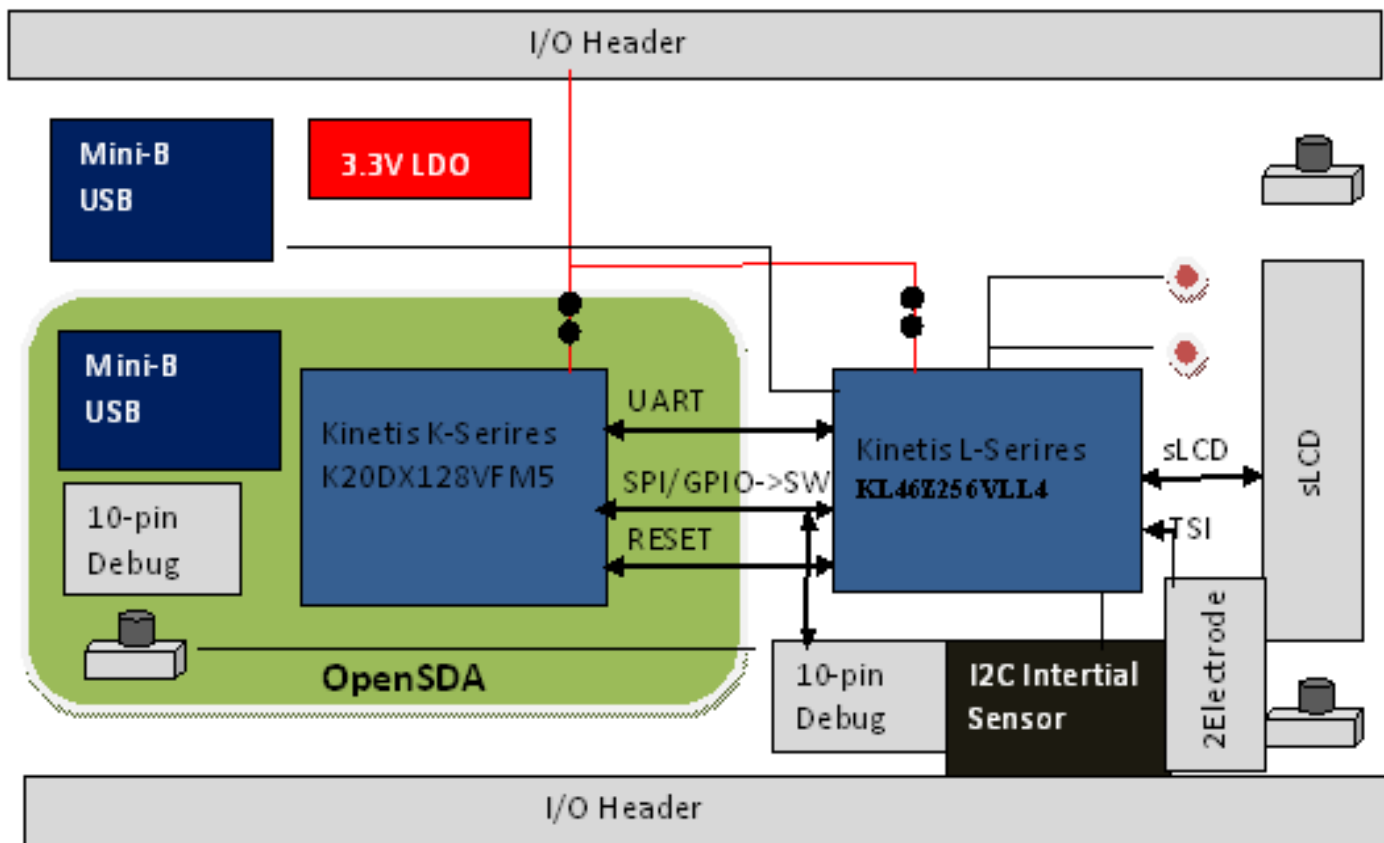 I/O Header
Mini-B
USB
3.3V LDO
Mini-B
USB
10-pin
Debug
Kinetis K-Serires
K20DX128VFM5
UART
SPI/GPIO->SW
RESET
Kinetis L-Serires
KL46Z256VLL4
sLCD
TSI
sLCD
OpenSDA
10-pin
Debug
I2C Intertial
Sensor
2Electrode
I/O Header